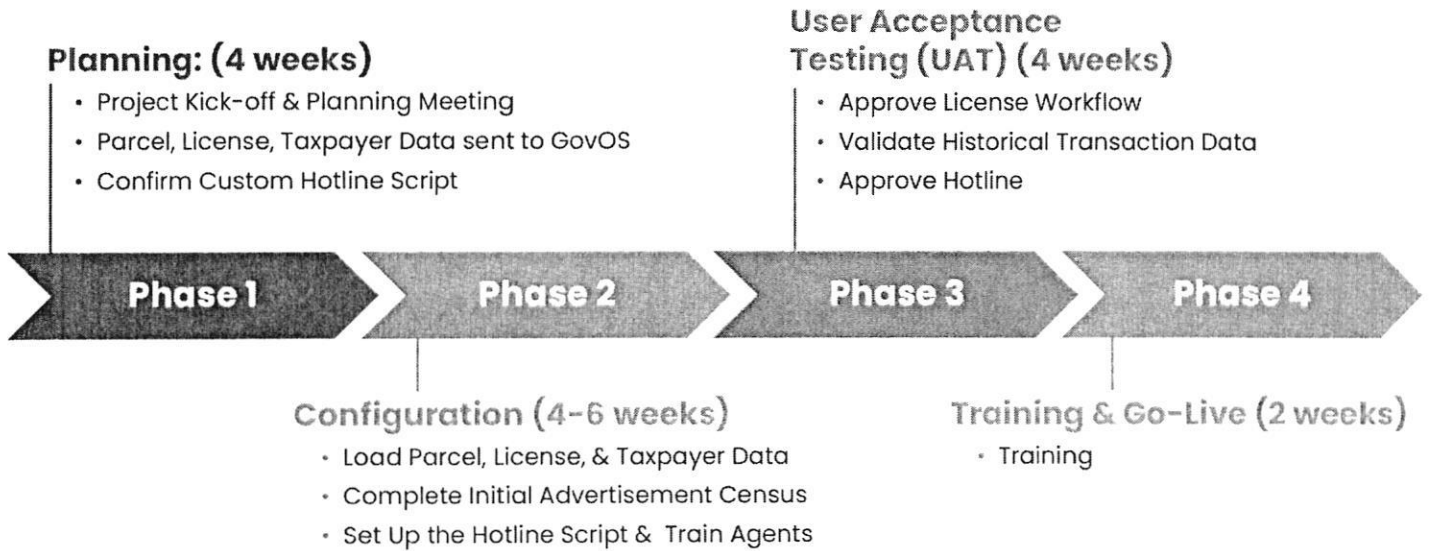 Planning: (4 weeks)
• Project Kick-off & Planning Meeting
• Parcel, License, Taxpayer Data sent to GovOS
• Confirm Custom Hotline Script
User Acceptance
Testing (UAT) (4 weeks)
• Approve License Workflow
• Validate Historical Transaction Data
• Approve Hotline
Phase 1
Phase 2
Phase 3
Phase 4
Configuration (4-6 weeks)
• Load Parcel, License, & Taxpayer Data
• Complete Initial Advertisement Census
• Set Up the Hotline Script & Train Agents
Training & Go-Live (2 weeks)
• Training